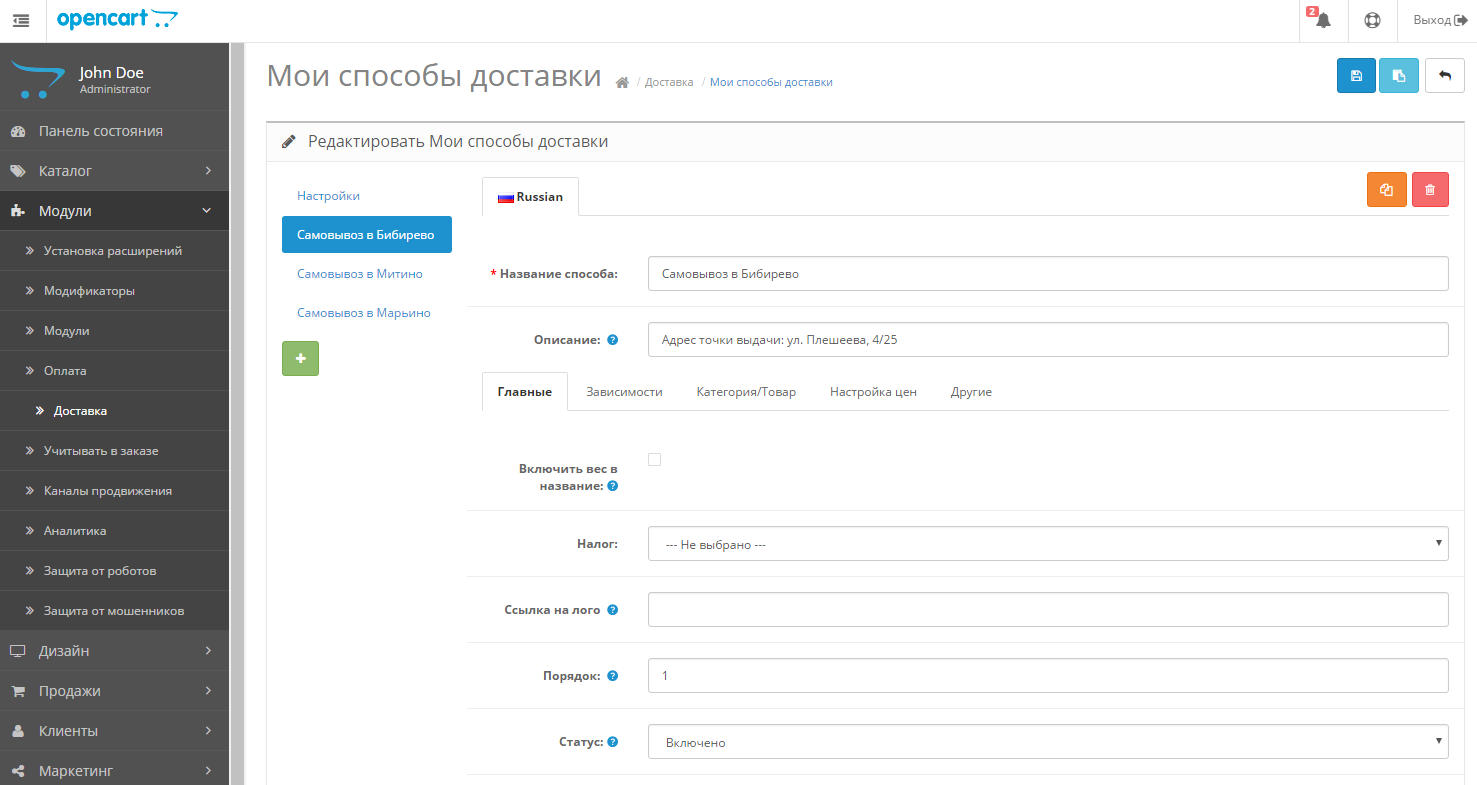 opencart
2
Выход
John Doe
Administrator
Панель состояния
Каталог
Модули
Установка расширений
Модификаторы
Модули
Оплата
Доставка
Учитывать в заказе
Каналы продвижения
Аналитика
Защита от роботов
Защита от мошенников
Дизайн
Продажи
Клиенты
Маркетинг
Мои способы доставки
/ Доставка / Мои способы доставки
Редактировать Мои способы доставки
Настройки
Самовывоз в Бибирево
Самовывоз в Митино
Самовывоз в Марьино
Russian
* Название способа: Самовывоз в Бибирево
Описание: Адрес точки выдачи: ул. Плешеева, 4/25
Главные Зависимости Категория/Товар Настройка цен Другие
Включить вес в
название:
Налог: --- Не выбрано ---
Ссылка на лого
Порядок: 1
Статус: Включено